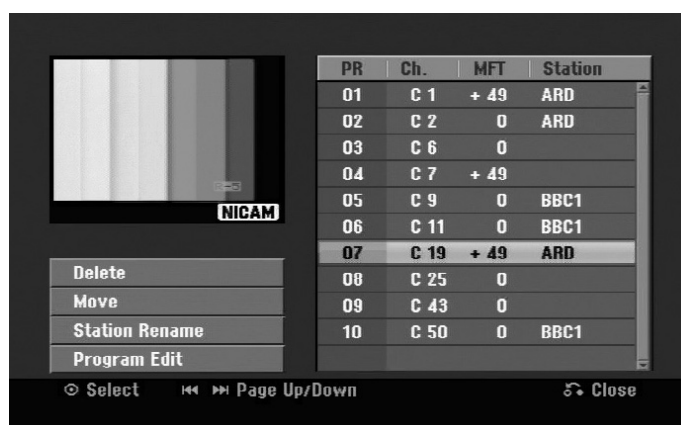 PR Ch. MFT Station
01 C 1 + 49 ARD
02 C 2 0 ARD
03 C 6 0
04 C 7 + 49
05 C 9 0 BBC1
06 C 11 0 BBC1
07 C 19 + 49 ARD
08 C 25 0
09 C 43 0
10 C 50 0 BBC1
NICAM
Delete
Move
Station Rename
Program Edit
Select Page Up/Down Close